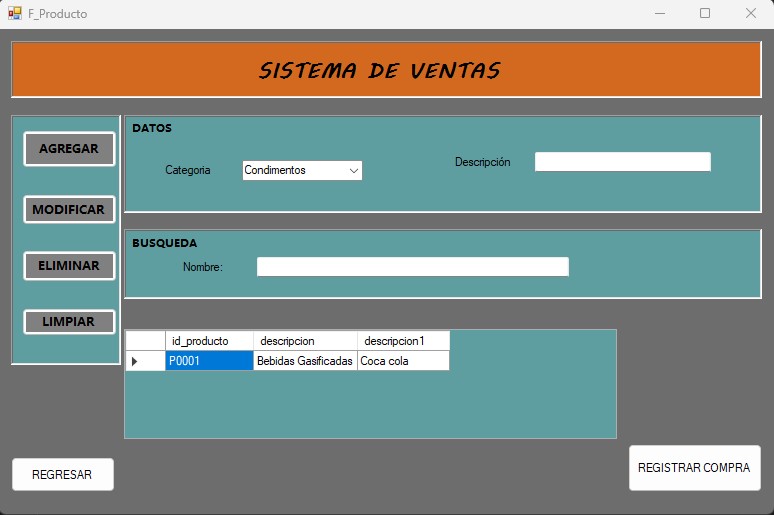 F_Producto
SISTEMA DE VENTAS
AGREGAR
MODIFICAR
ELIMINAR
LIMPIAR
DATOS
Categoria
Condimentos
Descripción
BUSQUEDA
Nombre:
id_producto descripcion descripcion1
P0001 Bebidas Gasificadas Coca cola
REGRESAR
REGISTRAR COMPRA